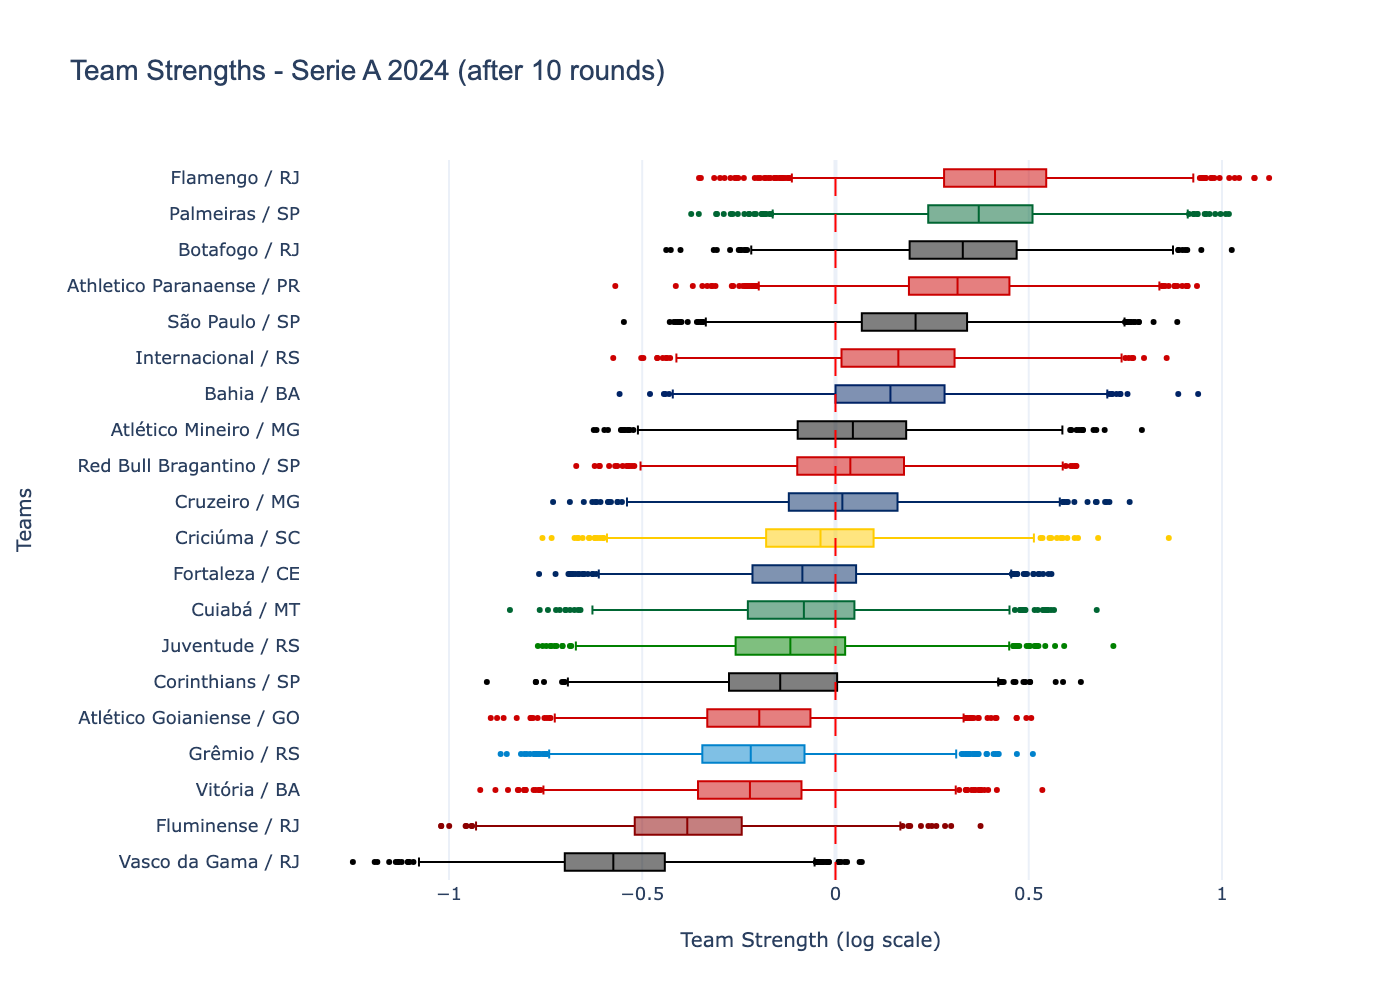 Team Strengths - Serie A 2024 (after 10 rounds)
Flamengo / RJ
Palmeiras / SP
Botafogo / RJ
Athletico Paranaense / PR
São Paulo / SP
Internacional / RS
Bahia / BA
Atlético Mineiro / MG
Red Bull Bragantino / SP
Cruzeiro / MG
Criciúma / SC
Fortaleza / CE
Cuiabá / MT
Juventude / RS
Corinthians / SP
Atlético Goianiense / GO
Grêmio / RS
Vitória / BA
Fluminense / RJ
Vasco da Gama / RJ
Teams
−1 −0.5 0 0.5 1
Team Strength (log scale)